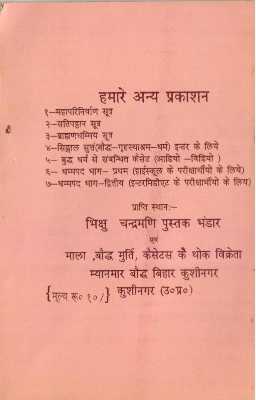 हमारे अन्य प्रकाशन
१–महापरिनिर्वाण सूत्र
२–सतिपट्ठान सूत्र
३–ब्राह्मणधम्मिय सूत्र
४–सिङ्गाल सुत्त(बौद्ध–गृहस्थाश्रम–धर्म) इन्टर के लिये
५– बुद्ध धर्म से संबन्धित कैसेट (आडियो –विडियो )
६– धम्मपद भाग– प्रथम (हाईस्कूल के परीक्षार्थीयो के लिये)
७–धम्मपद भाग–द्वितीय (इन्टरमिडीएट के परीक्षार्थीयो के लिये)
प्राप्ति स्थान:–
भिक्षु चन्द्रमणि पुस्तक भंडार
एवं
माला ,बौद्ध मुर्ति, कैसेटस कै थोक विक्रेता
म्यानमार बौद्ध बिहार कुशीनगर
{मूल्य रू० १०/} कुशीनगर (उ०प्र०)